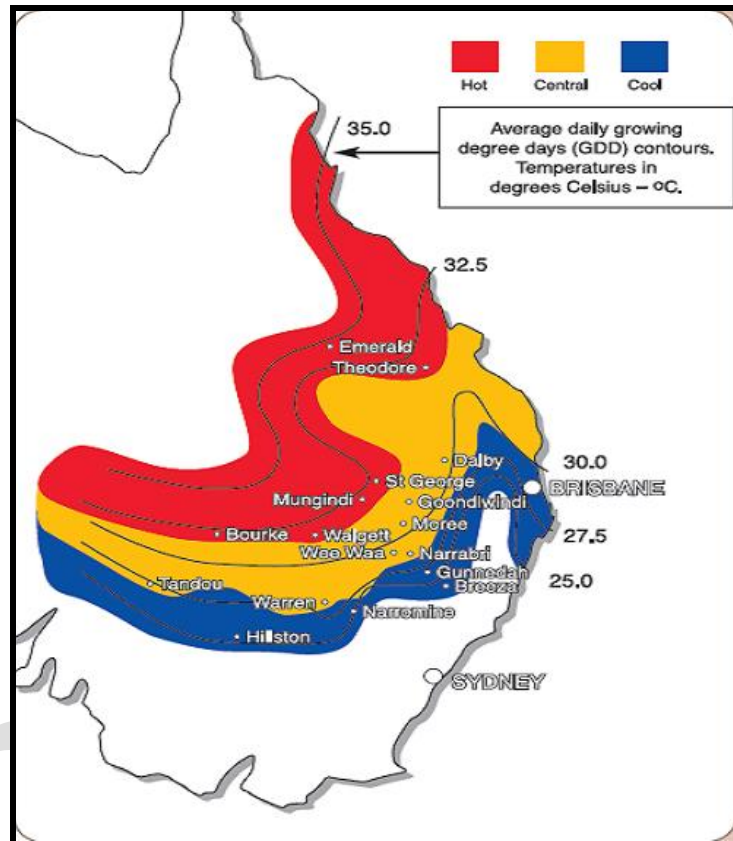 Hot
Central
Cool
35.0
Average daily growing
degree days (GDD) contours.
Temperatures in
degrees Celsius – ºC.
32.5
Emerald
Theodore
Dalby
30.0
St George
BRISBANE
Mungindi
Goondiwindi
Moree
Bourke
Walgett
27.5
Wee Waa
Narrabri
Gunnedah
25.0
Tandou
Breeza
Warren
Narromine
Hillston
SYDNEY